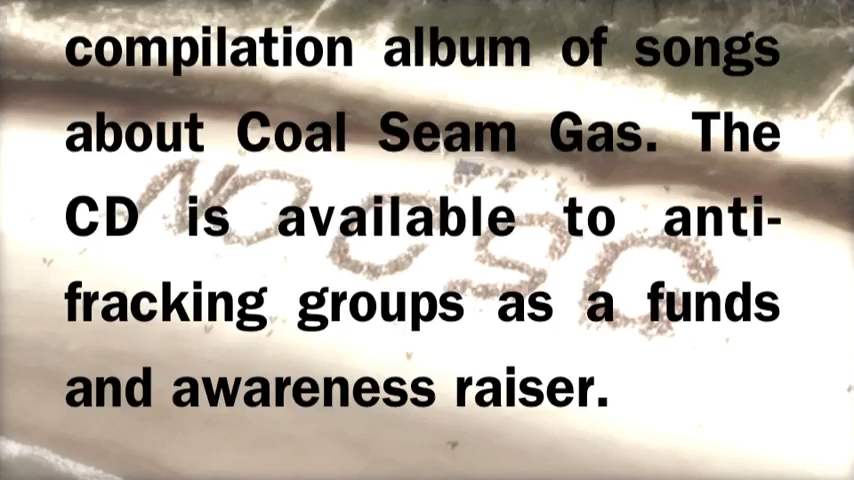 compilation album of songs
about Coal Seam Gas. The
CD is available to anti-
fracking groups as a funds
and awareness raiser.
NO CSG